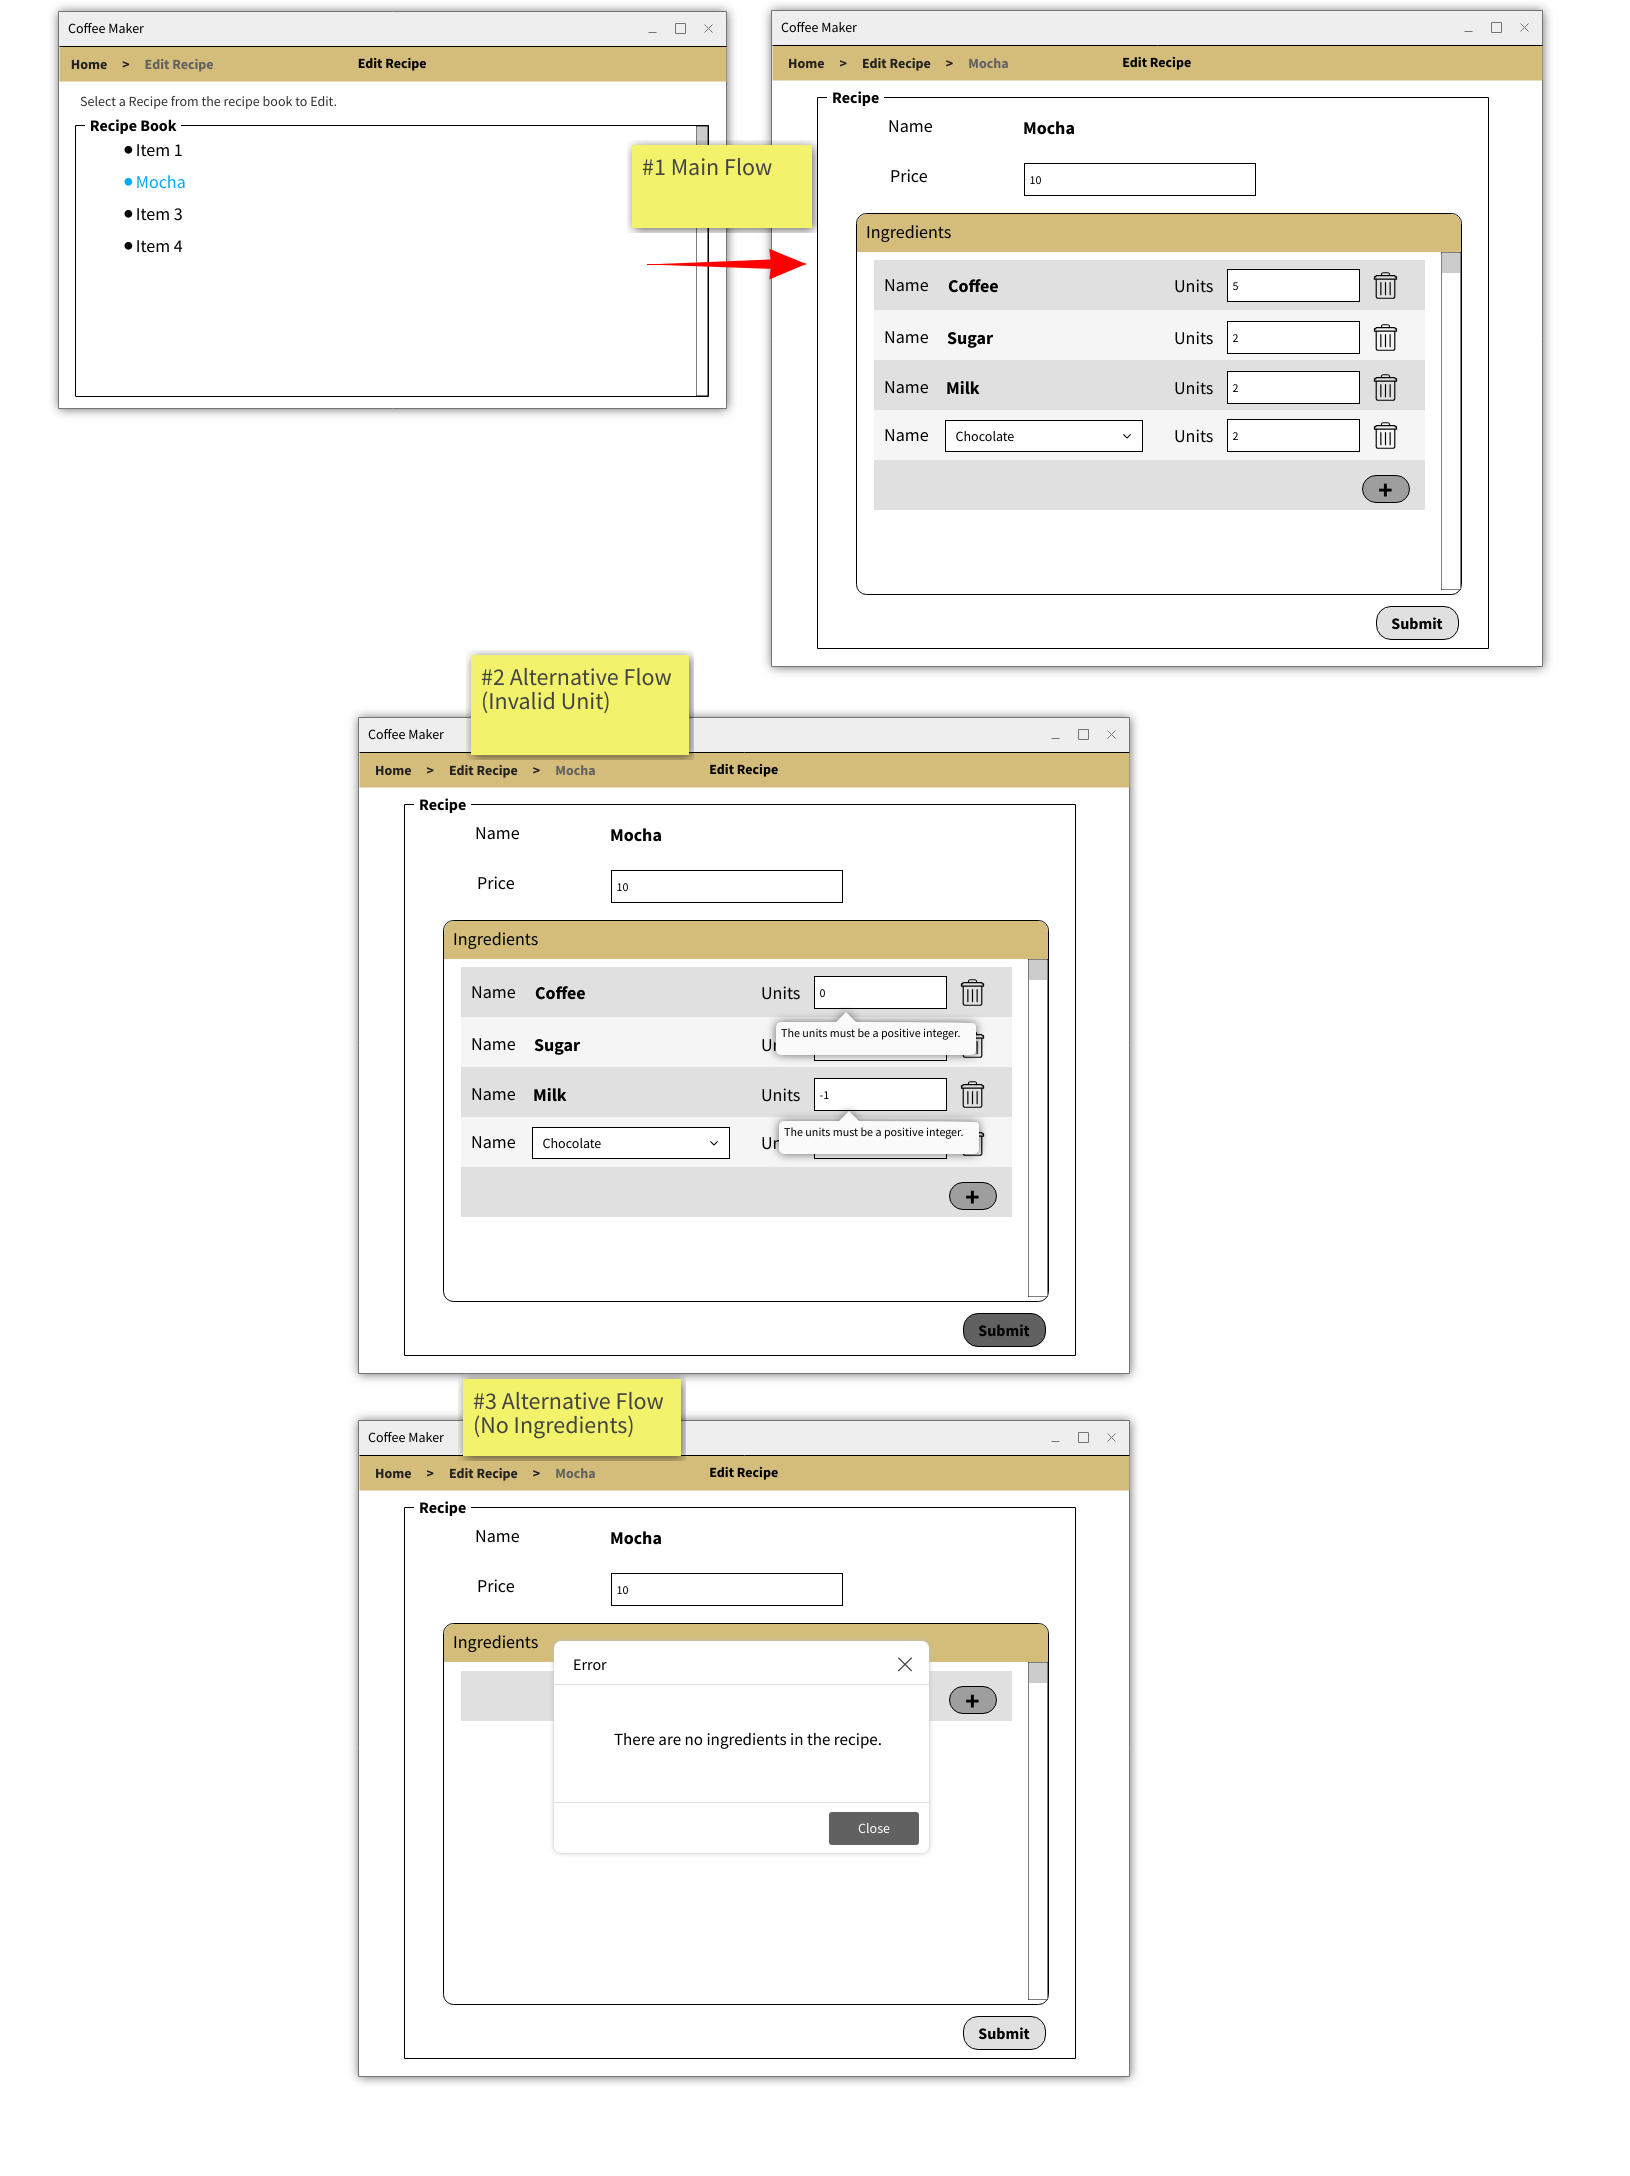 Coffee Maker
Home > Edit Recipe Edit Recipe
Select a Recipe from the recipe book to Edit.
Recipe Book
Item 1
Mocha
Item 3
Item 4
#1 Main Flow
Coffee Maker
Home > Edit Recipe > Mocha Edit Recipe
Recipe
Name Mocha
Price 10
Ingredients
Name Coffee Units 5
Name Sugar Units 2
Name Milk Units 2
Name Chocolate Units 2
+
Submit
#2 Alternative Flow
(Invalid Unit)
Coffee Maker
Home > Edit Recipe > Mocha Edit Recipe
Recipe
Name Mocha
Price 10
Ingredients
Name Coffee Units 0
The units must be a positive integer.
Name Sugar Un
Name Milk Units -1
The units must be a positive integer.
Name Chocolate Un
+
Submit
#3 Alternative Flow
(No Ingredients)
Coffee Maker
Home > Edit Recipe > Mocha Edit Recipe
Recipe
Name Mocha
Price 10
Ingredients
Error
+
There are no ingredients in the recipe.
Close
Submit